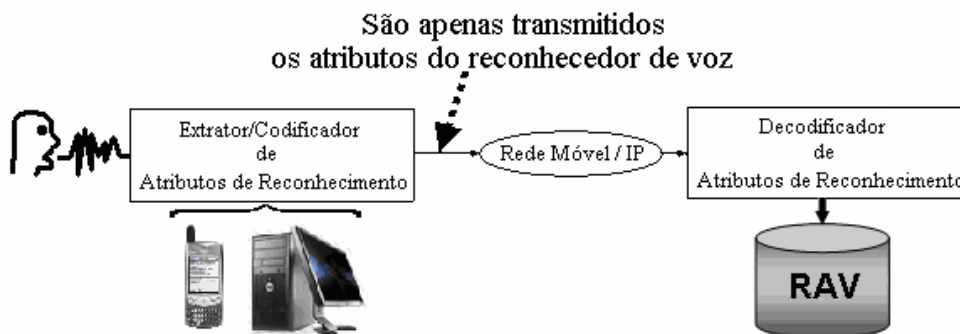 São apenas transmitidos
os atributos do reconhecedor de voz
Extrator/Codificador
de
Atributos de Reconhecimento
Rede Móvel / IP
Decodificador
de
Atributos de Reconhecimento
RAV